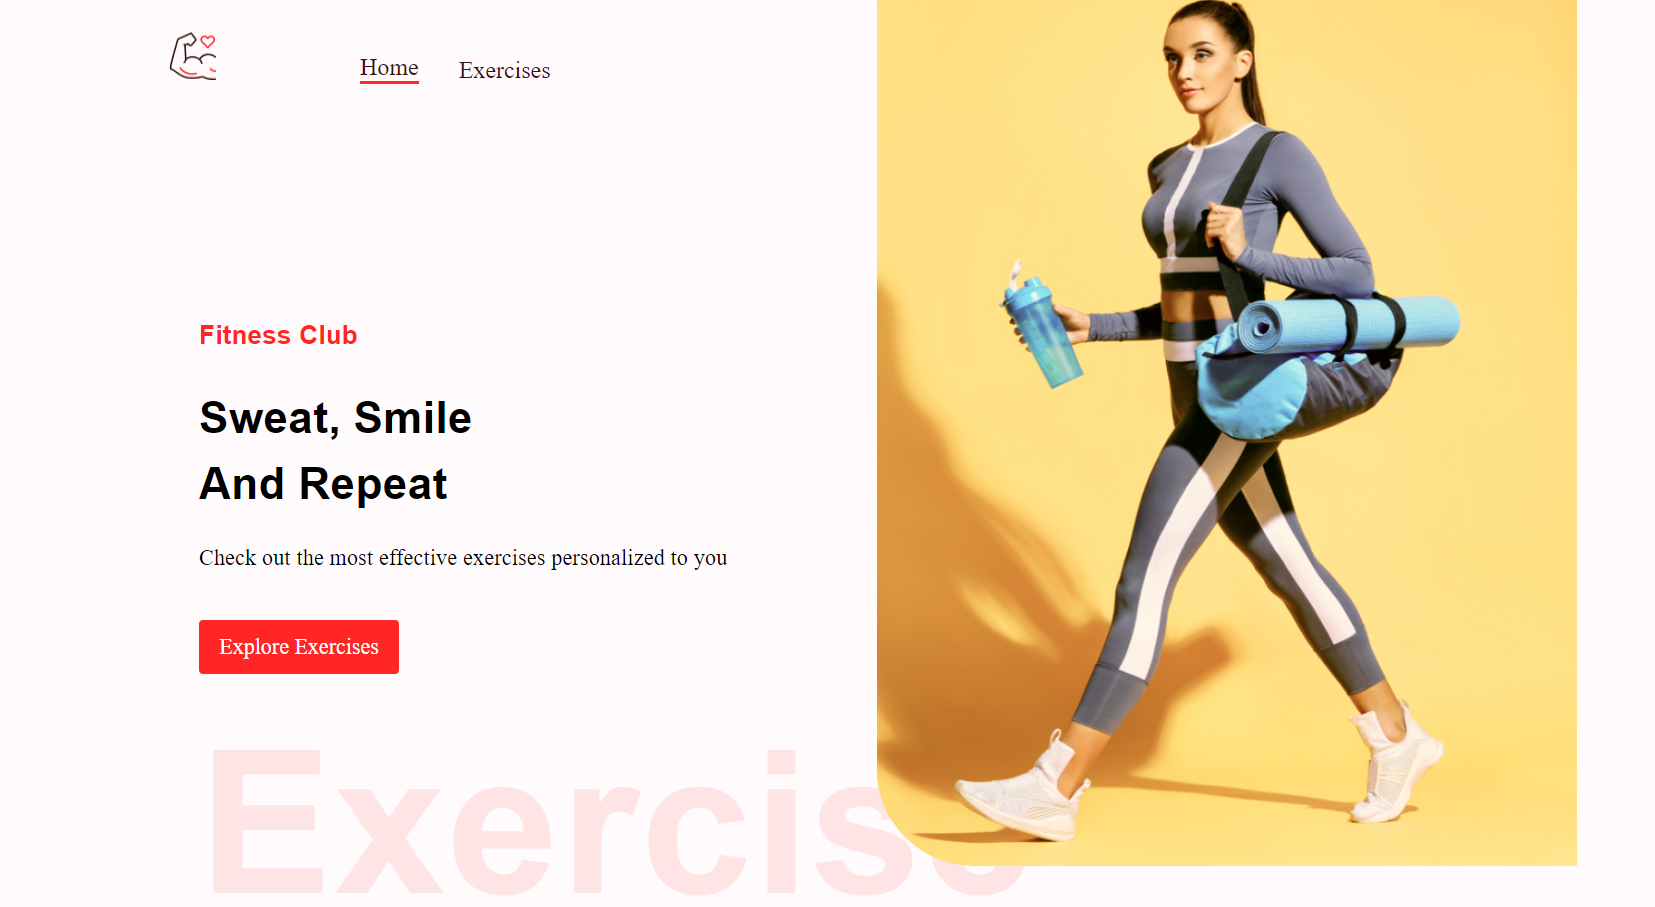 Home Exercises
Fitness Club
Sweat, Smile
And Repeat
Check out the most effective exercises personalized to you
Explore Exercises
Exercise